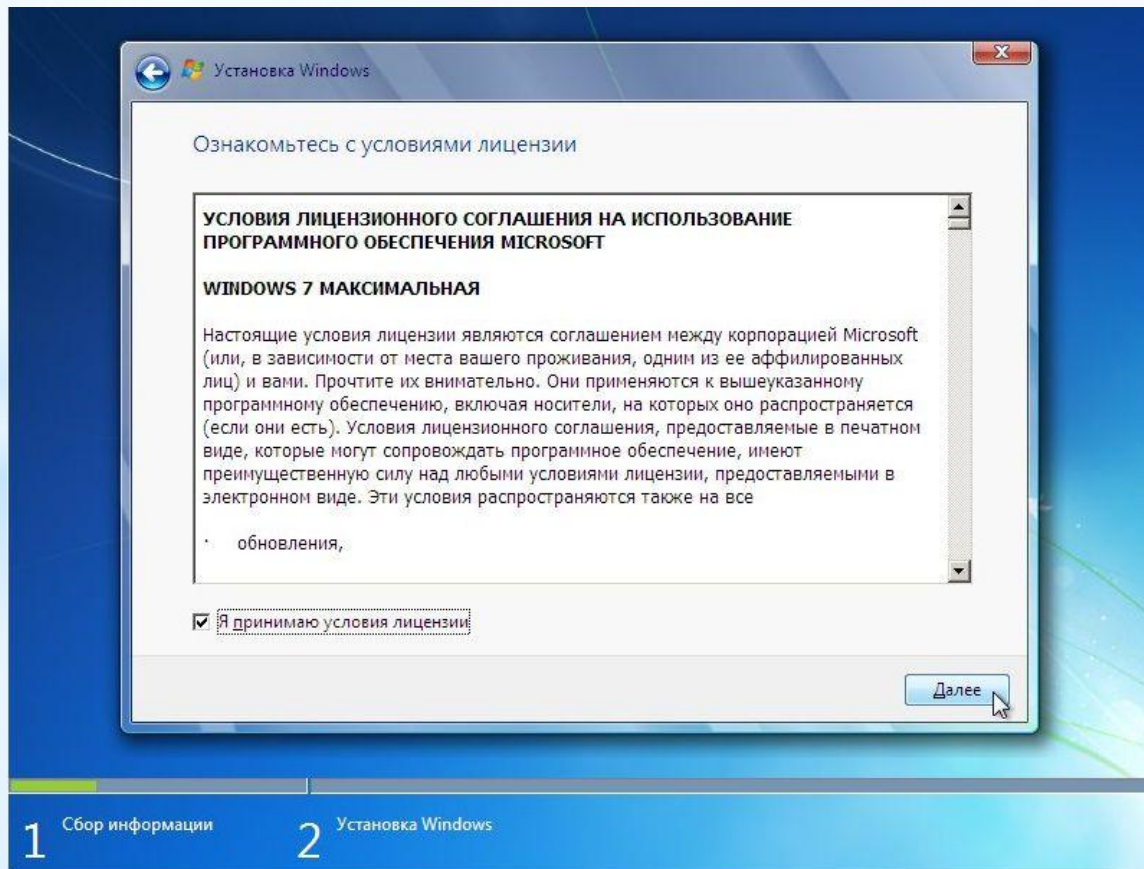 Установка Windows
Ознакомьтесь с условиями лицензии
УСЛОВИЯ ЛИЦЕНЗИОННОГО СОГЛАШЕНИЯ НА ИСПОЛЬЗОВАНИЕ
ПРОГРАММНОГО ОБЕСПЕЧЕНИЯ MICROSOFT
WINDOWS 7 МАКСИМАЛЬНАЯ
Настоящие условия лицензии являются соглашением между корпорацией Microsoft
(или, в зависимости от места вашего проживания, одним из ее аффилированных
лиц) и вами. Прочтите их внимательно. Они применяются к вышеуказанному
программному обеспечению, включая носители, на которых оно распространяется
(если они есть). Условия лицензионного соглашения, предоставляемые в печатном
виде, которые могут сопровождать программное обеспечение, имеют
преимущественную силу над любыми условиями лицензии, предоставляемыми в
электронном виде. Эти условия распространяются также на все
· обновления,
Я принимаю условия лицензии
Далее
1 Сбор информации
2 Установка Windows